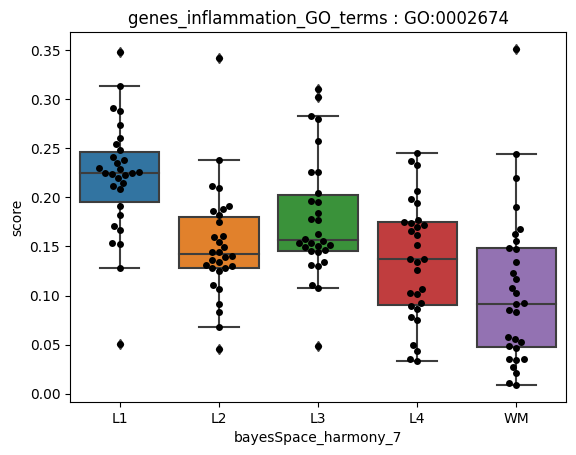 genes_inflammation_GO_terms : GO:0002674
score
0.35
0.30
0.25
0.20
0.15
0.10
0.05
0.00
L1 L2 L3 L4 WM
bayesSpace_harmony_7